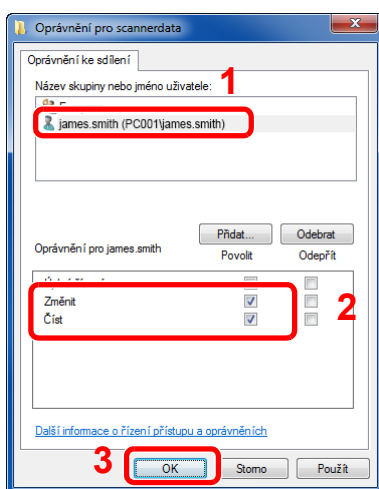 Oprávnění pro scannerdata
Oprávnění ke sdílení
Název skupiny nebo jméno uživatele:
1
james.smith (PC001\james.smith)
Přidat...
Odebrat
Oprávnění pro james.smith
Povolit
Odepřít
Změnit
2
Číst
Další informace o řízení přístupu a oprávněních
3
OK
Storno
Použít